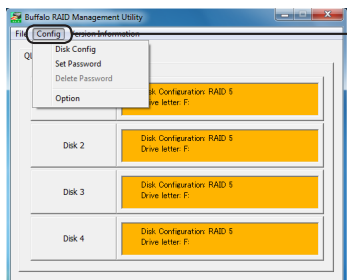 Buffalo RAID Management Utility
File Config Version Information
Disk Config
Set Password
Delete Password
Option
Disk Configuration: RAID 5
Drive letter: F:
Disk 2
Disk Configuration: RAID 5
Drive letter: F:
Disk 3
Disk Configuration: RAID 5
Drive letter: F:
Disk 4
Disk Configuration: RAID 5
Drive letter: F: